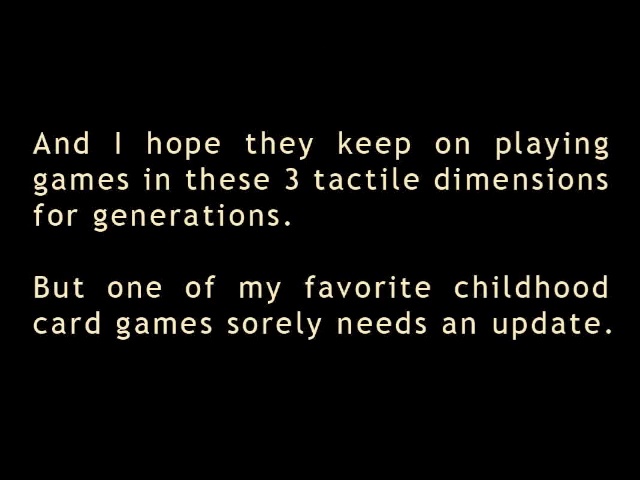 And I hope they keep on playing
games in these 3 tactile dimensions
for generations.
But one of my favorite childhood
card games sorely needs an update.